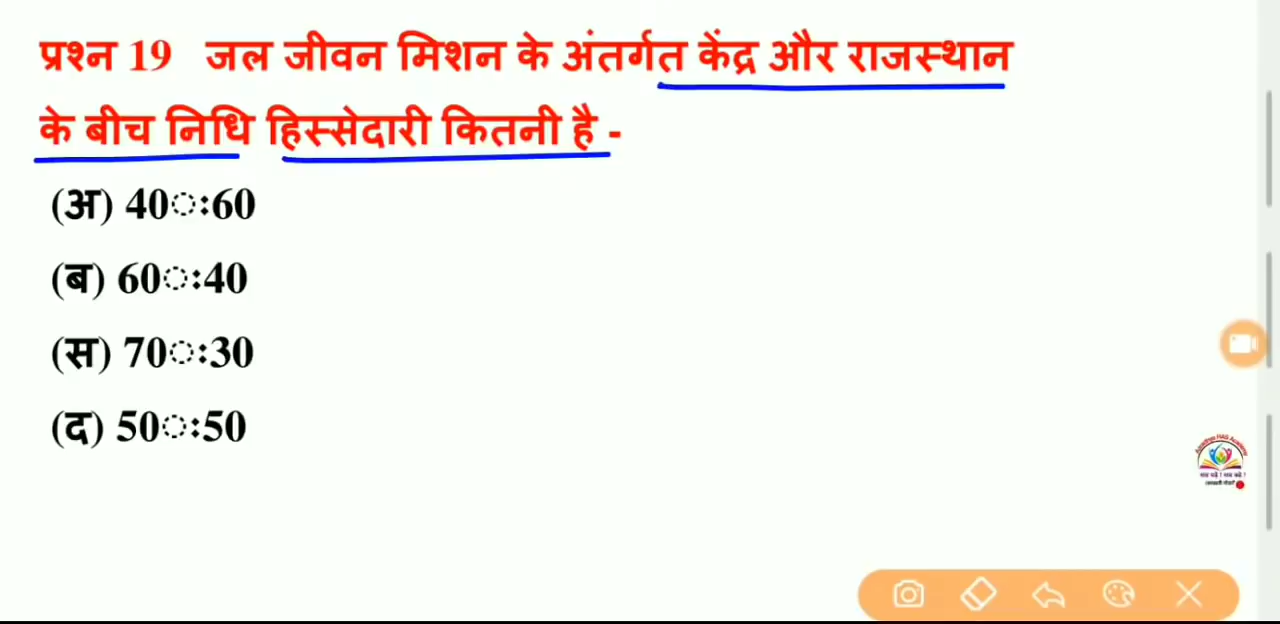 प्रश्न 19 जल जीवन मिशन के अंतर्गत केंद्र और राजस्थान
के बीच निधि हिस्सेदारी कितनी है -
(अ) 40ः60
(ब) 60ः40
(स) 70ः30
(द) 50ः50